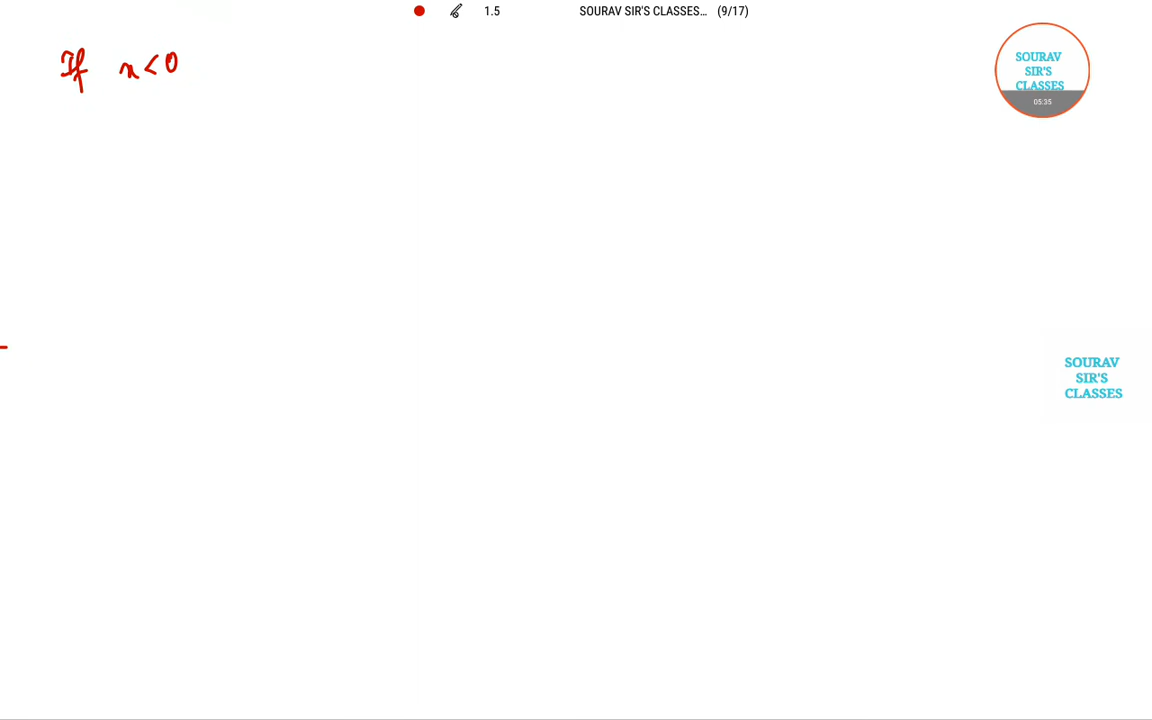 1.5 SOURAV SIR'S CLASSES... (9/17)
If x<0
SOURAV
SIR'S
CLASSES
05:35
SOURAV
SIR'S
CLASSES